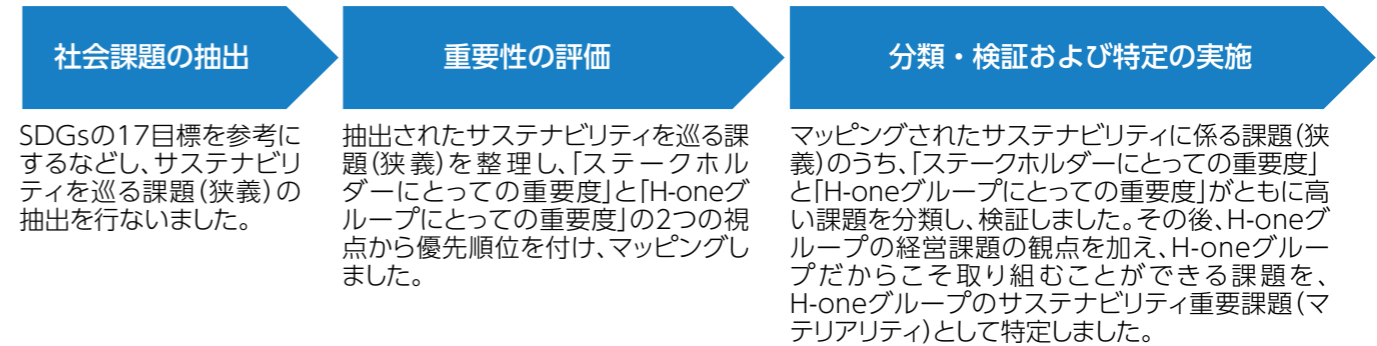 社会課題の抽出
SDGsの17目標を参考に
するなどし、サステナビリ
ティを巡る課題(狭義)の
抽出を行ないました。
重要性の評価
抽出されたサステナビリティを巡る課
題(狭義)を整理し、「ステークホル
ダーにとっての重要度」と「H-oneグ
ループにとっての重要度」の2つの視
点から優先順位を付け、マッピングし
ました。
分類・検証および特定の実施
マッピングされたサステナビリティに係る課題(狭
義)のうち、「ステークホルダーにとっての重要度」
と「H-oneグループにとっての重要度」がともに高
い課題を分類し、検証しました。その後、H-oneグ
ループの経営課題の観点を加え、H-oneグルー
プだからこそ取り組むことができる課題を、
H-oneグループのサステナビリティ重要課題(マ
テリアリティ)として特定しました。